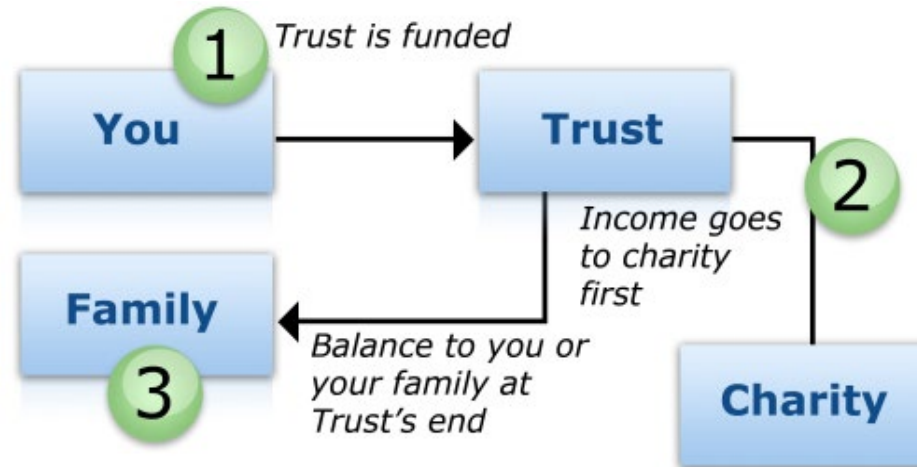 1
Trust is funded
You
Trust
2
Income goes
to charity
first
Family
3
Balance to you or
your family at
Trust’s end
Charity